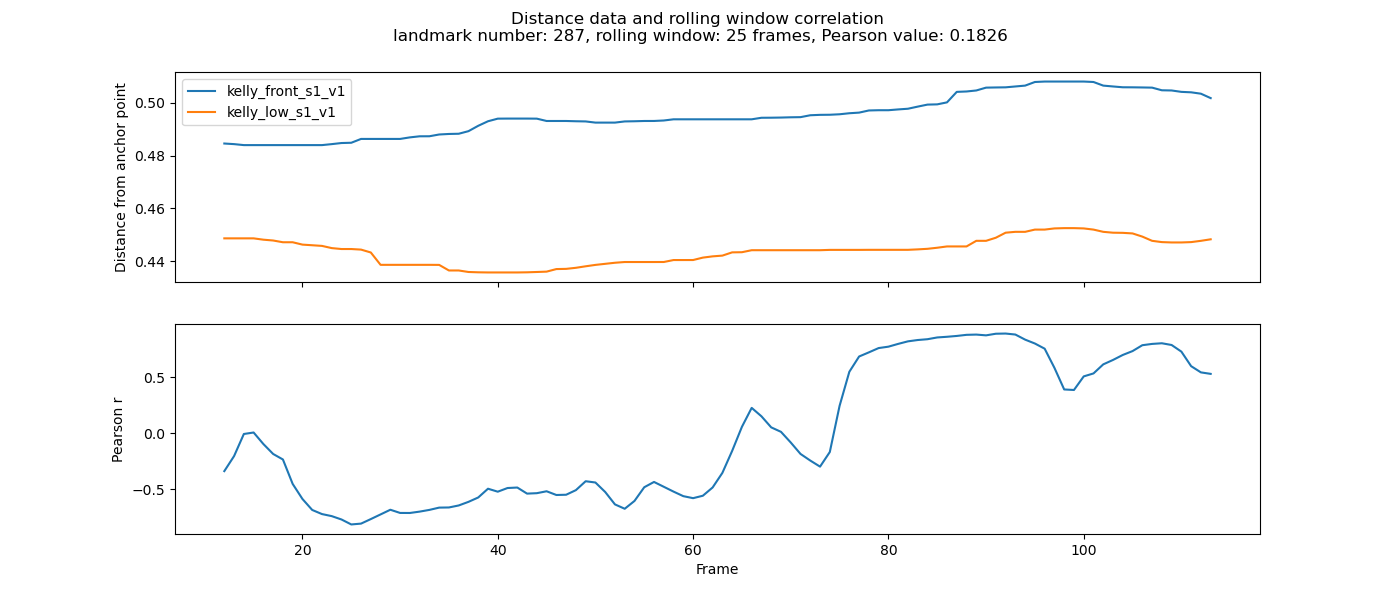 Distance data and rolling window correlation
landmark number: 287, rolling window: 25 frames, Pearson value: 0.1826
kelly_front_s1_v1
kelly_low_s1_v1
Distance from anchor point
0.50
0.48
0.46
0.44
Pearson r
0.5
0.0
−0.5
20 40 60 80 100
Frame